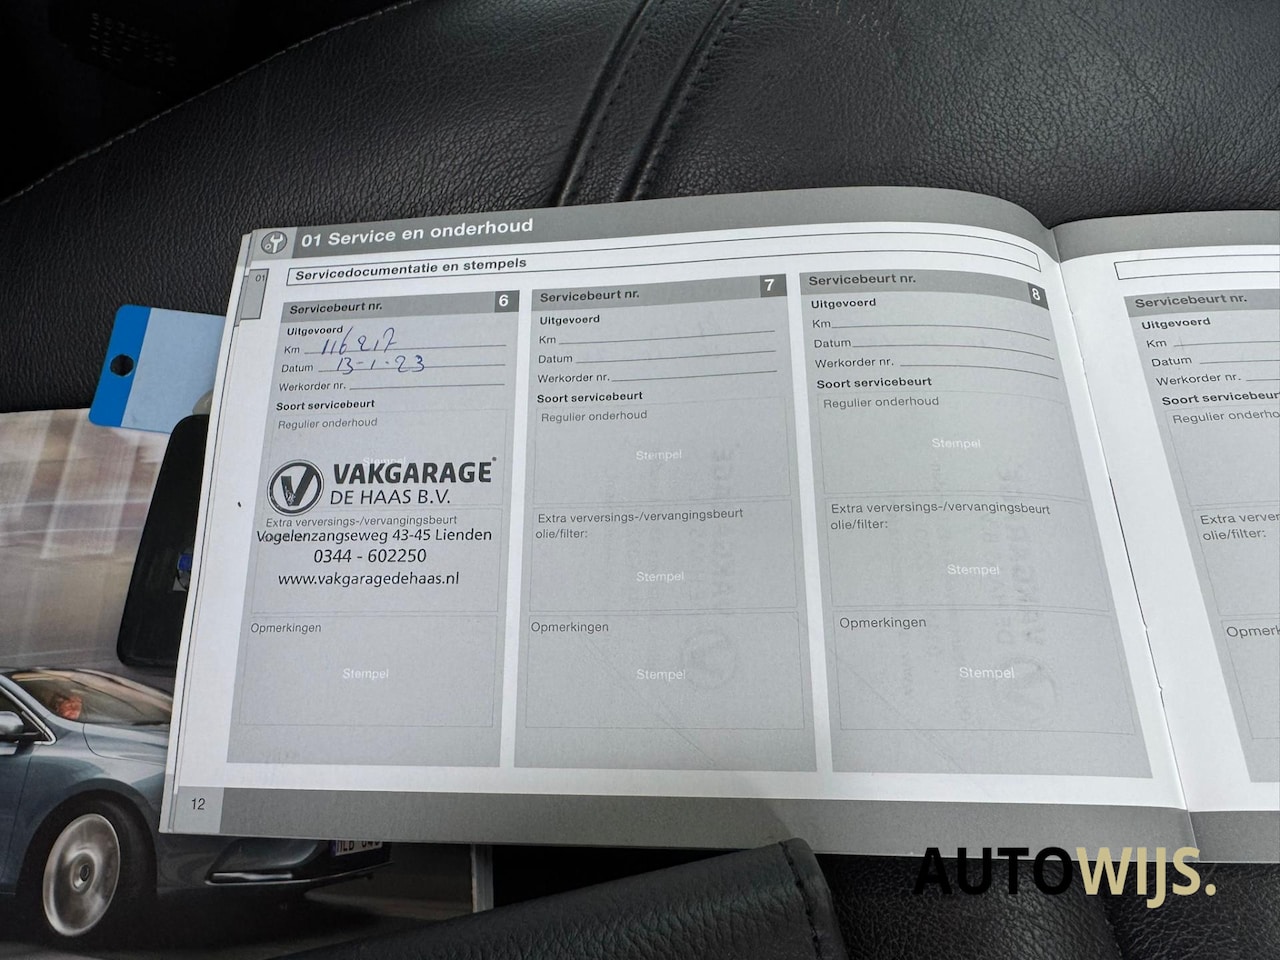 01 Service en onderhoud
01
Servicedocumentatie en stempels
Servicebeurt nr. 6
Uitgevoerd
Km 116217
Datum 13-1-23
Werkorder nr.
Soort servicebeurt
Regulier onderhoud
Stempel
VAKGARAGE
DE HAAS B.V.
Extra verversings-/vervangingsbeurt
Vogelenzangseweg 43-45 Lienden
0344 - 602250
www.vakgaragedehaas.nl
Opmerkingen
Stempel
Servicebeurt nr. 7
Uitgevoerd
Km
Datum
Werkorder nr.
Soort servicebeurt
Regulier onderhoud
Stempel
Extra verversings-/vervangingsbeurt
olie/filter:
Stempel
Opmerkingen
Stempel
Servicebeurt nr. 8
Uitgevoerd
Km
Datum
Werkorder nr.
Soort servicebeurt
Regulier onderhoud
Stempel
Extra verversings-/vervangingsbeurt
olie/filter:
Stempel
Opmerkingen
Stempel
12
Servicebeurt nr.
Uitgevoerd
Km
Datum
Werkorder nr.
Soort servicebeur
Regulier onderho
Extra verver
olie/filter:
Opmerk
AUTOWIJS.